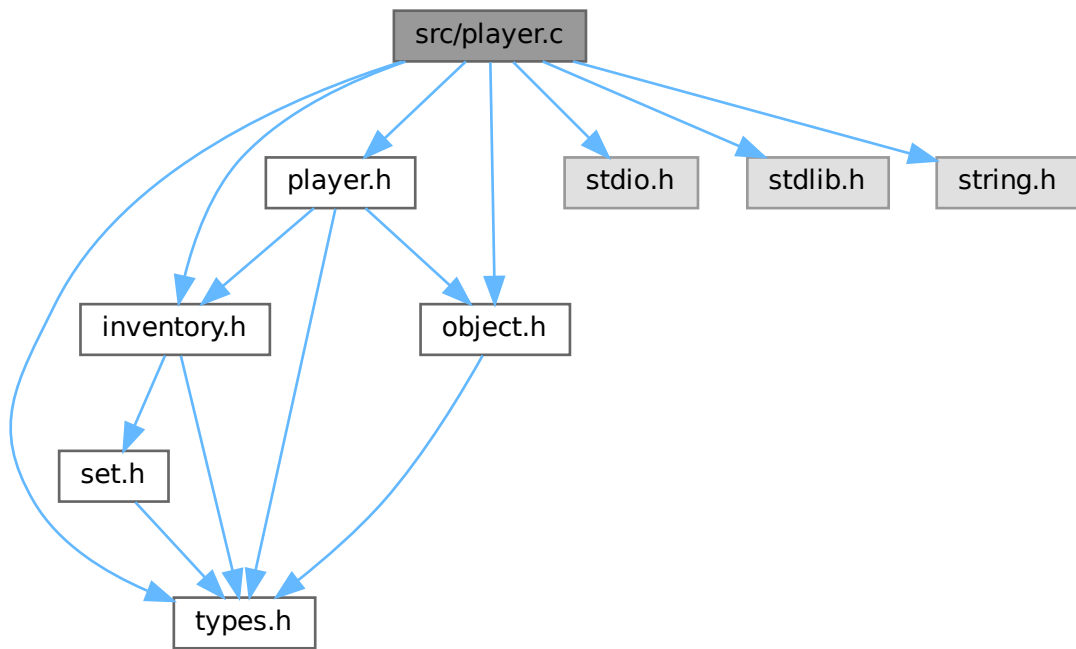 src/player.c
player.h
stdio.h
stdlib.h
string.h
inventory.h
object.h
set.h
types.h